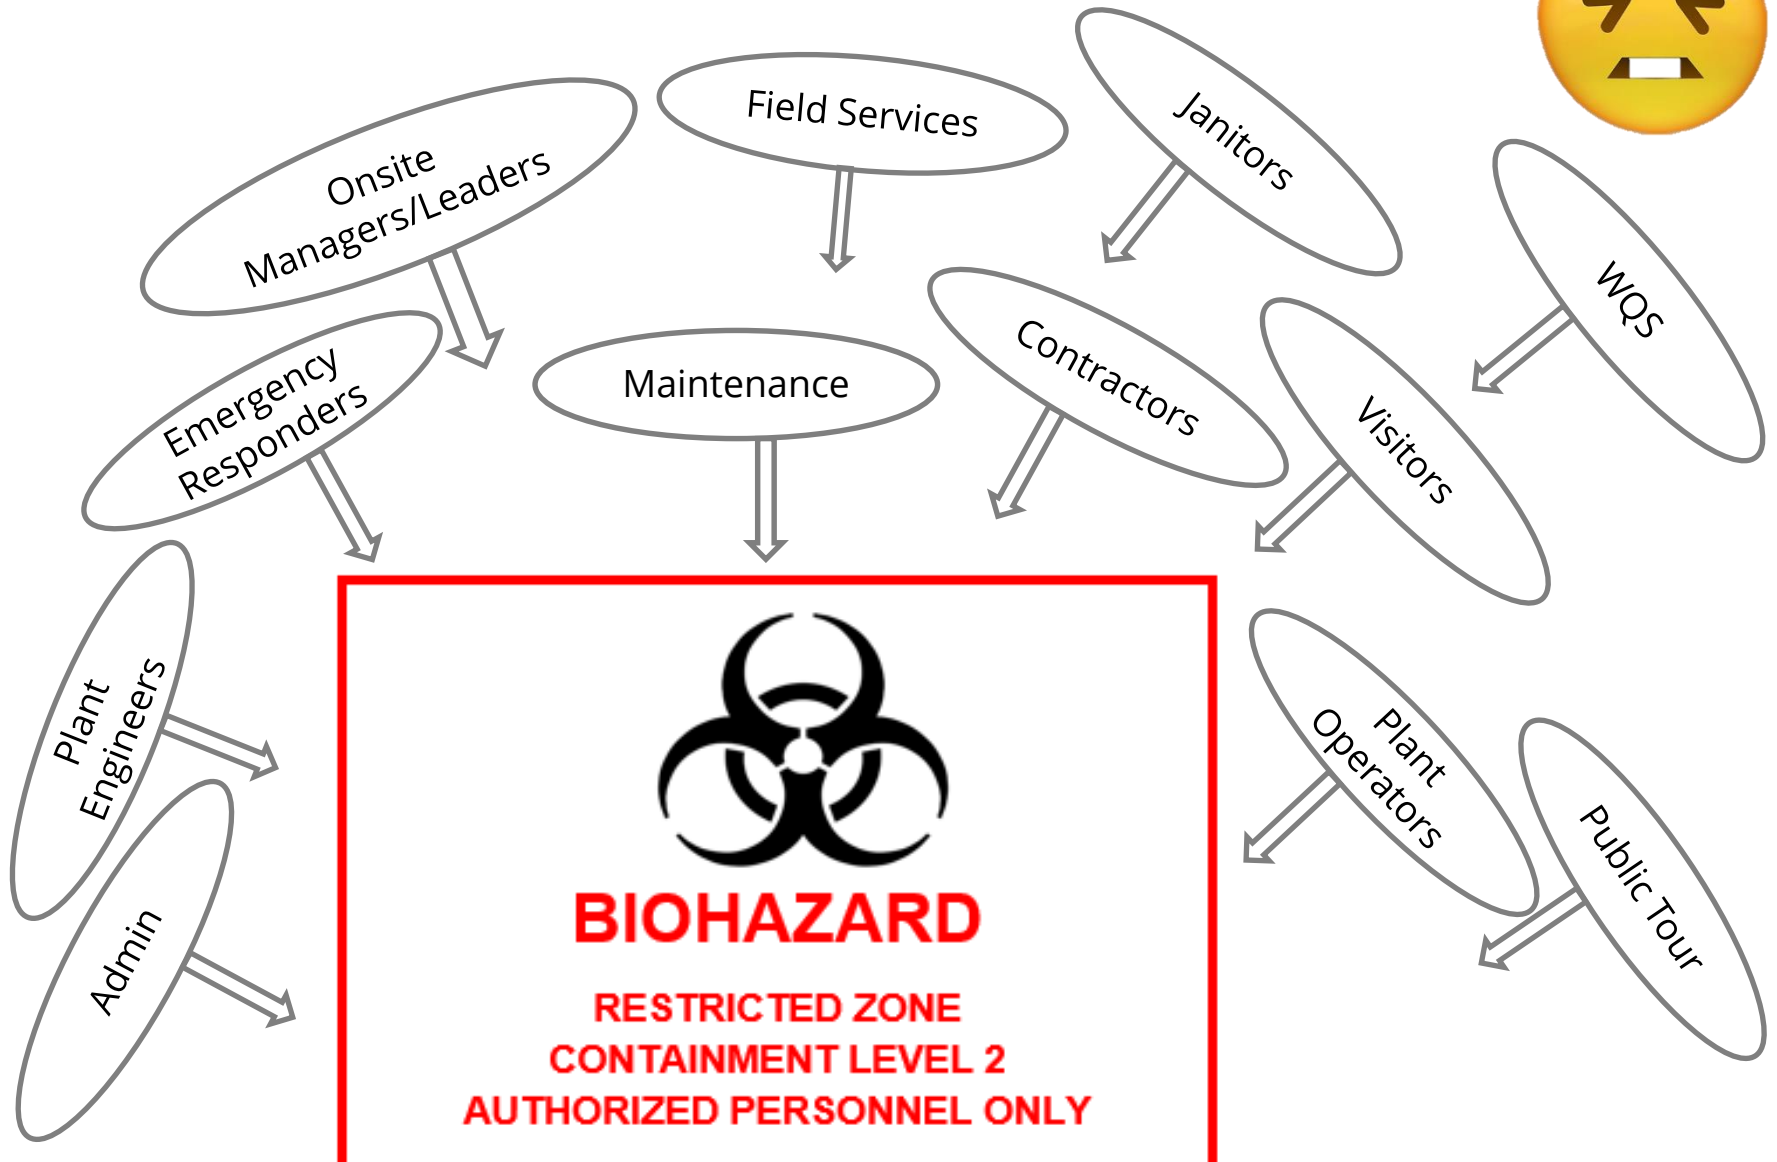 Field Services
Janitors
Onsite
Managers/Leaders
WQS
Contractors
Maintenance
Visitors
Emergency
Responders
Plant
Engineers
Plant
Operators
Public Tour
Admin
BIOHAZARD
RESTRICTED ZONE
CONTAINMENT LEVEL 2
AUTHORIZED PERSONNEL ONLY